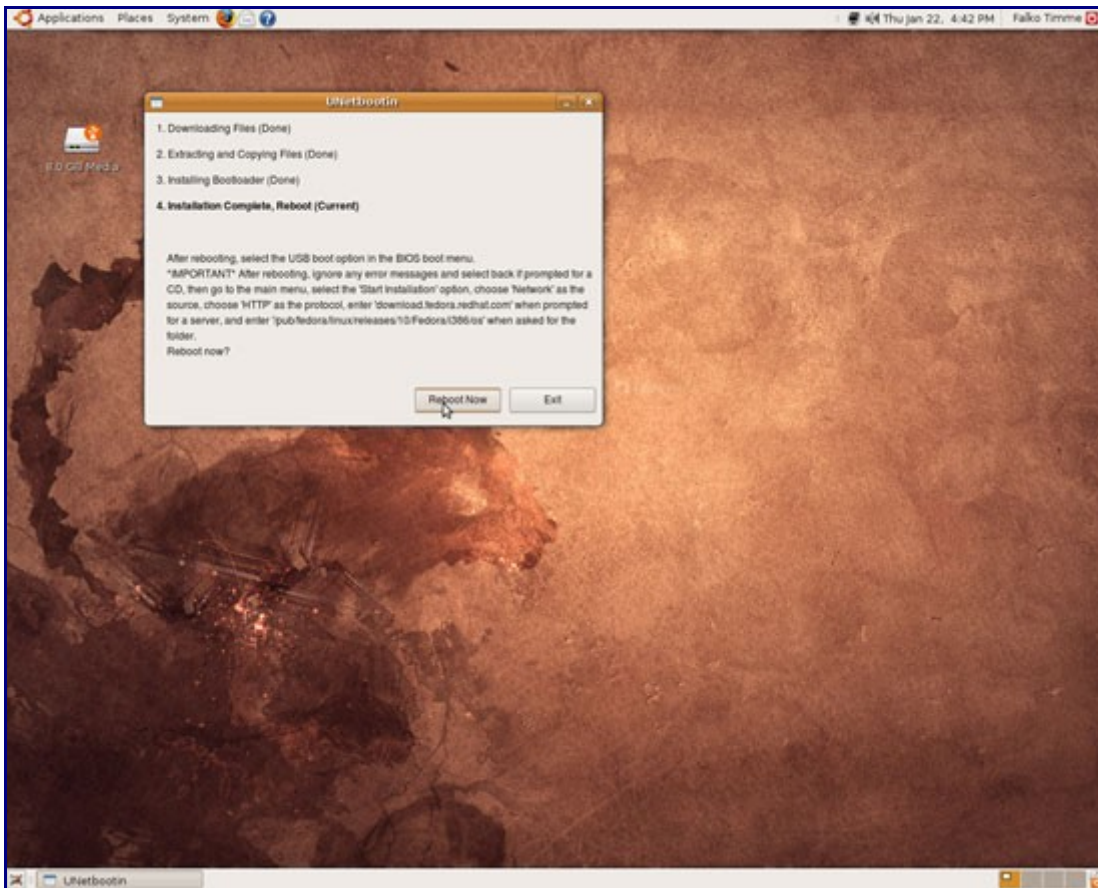 Applications Places System
Thu Jan 22, 4:42 PM Falko Timme
UNetbootin
1. Downloading Files (Done)
2. Extracting and Copying Files (Done)
3. Installing Bootloader (Done)
4. Installation Complete, Reboot (Current)
8.0 GB Media
After rebooting, select the USB boot option in the BIOS boot menu.
*IMPORTANT* After rebooting, ignore any error messages and select back if prompted for a
CD, then go to the main menu, select the 'Start Installation' option, choose 'Network' as the
source, choose 'HTTP' as the protocol, enter 'download.fedora.redhat.com' when prompted
for a server, and enter '/pub/fedora/linux/releases/10/Fedora/i386/os' when asked for the
folder.
Reboot now?
Reboot Now Exit
UNetbootin